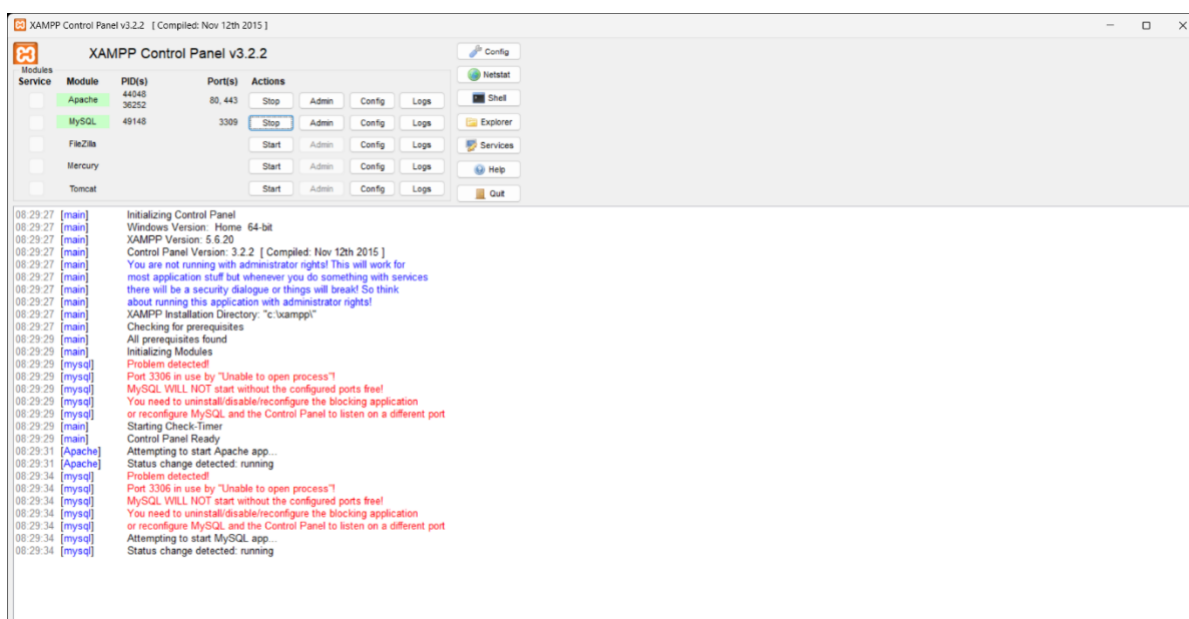 XAMPP Control Panel v3.2.2 [ Compiled: Nov 12th 2015 ]
XAMPP Control Panel v3.2.2
Config
Modules
Service Module PID(s) Port(s) Actions
Netstat
Apache 44048 36252 80, 443 Stop Admin Config Logs
Shell
MySQL 49148 3309 Stop Admin Config Logs
Explorer
FileZilla Start Admin Config Logs
Services
Mercury Start Admin Config Logs
Help
Tomcat Start Admin Config Logs
Quit
08:29:27 [main] Initializing Control Panel
08:29:27 [main] Windows Version: Home 64-bit
08:29:27 [main] XAMPP Version: 5.6.20
08:29:27 [main] Control Panel Version: 3.2.2 [ Compiled: Nov 12th 2015 ]
08:29:27 [main] You are not running with administrator rights! This will work for
08:29:27 [main] most application stuff but whenever you do something with services
08:29:27 [main] there will be a security dialogue or things will break! So think
08:29:27 [main] about running this application with administrator rights!
08:29:27 [main] XAMPP Installation Directory: "c:\xampp\"
08:29:27 [main] Checking for prerequisites
08:29:29 [main] All prerequisites found
08:29:29 [main] Initializing Modules
08:29:29 [mysql] Problem detected!
08:29:29 [mysql] Port 3306 in use by "Unable to open process"!
08:29:29 [mysql] MySQL WILL NOT start without the configured ports free!
08:29:29 [mysql] You need to uninstall/disable/reconfigure the blocking application
08:29:29 [mysql] or reconfigure MySQL and the Control Panel to listen on a different port
08:29:29 [main] Starting Check-Timer
08:29:29 [main] Control Panel Ready
08:29:31 [Apache] Attempting to start Apache app...
08:29:31 [Apache] Status change detected: running
08:29:34 [mysql] Problem detected!
08:29:34 [mysql] Port 3306 in use by "Unable to open process"!
08:29:34 [mysql] MySQL WILL NOT start without the configured ports free!
08:29:34 [mysql] You need to uninstall/disable/reconfigure the blocking application
08:29:34 [mysql] or reconfigure MySQL and the Control Panel to listen on a different port
08:29:34 [mysql] Attempting to start MySQL app...
08:29:34 [mysql] Status change detected: running